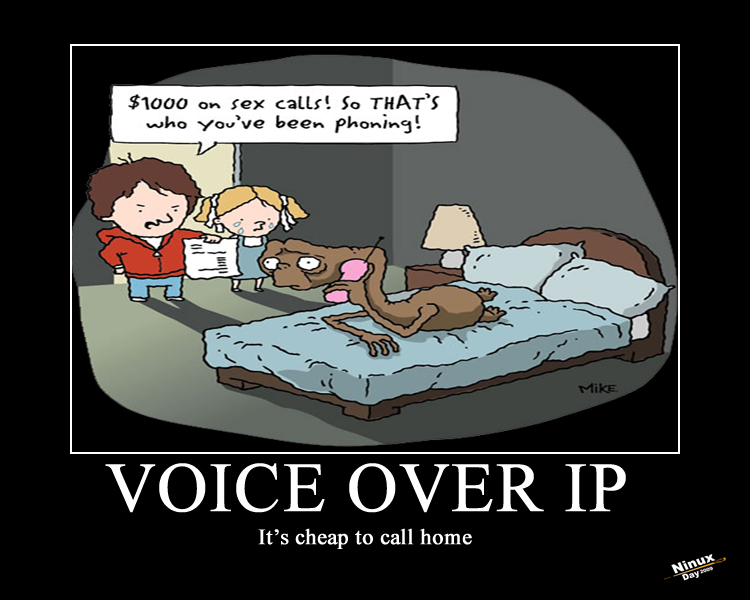 $1000 on sex calls! So THAT'S
who you've been phoning!
MIKE
VOICE OVER IP
It's cheap to call home
Ninux
Day 2009